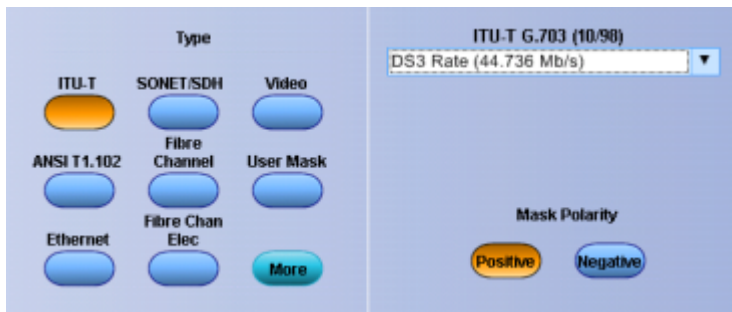 Type
ITU-T SONET/SDH Video
ANSI T1.102 Fibre Channel User Mask
Ethernet Fibre Chan Elec More
ITU-T G.703 (10/98)
DS3 Rate (44.736 Mb/s)
Mask Polarity
Positive Negative